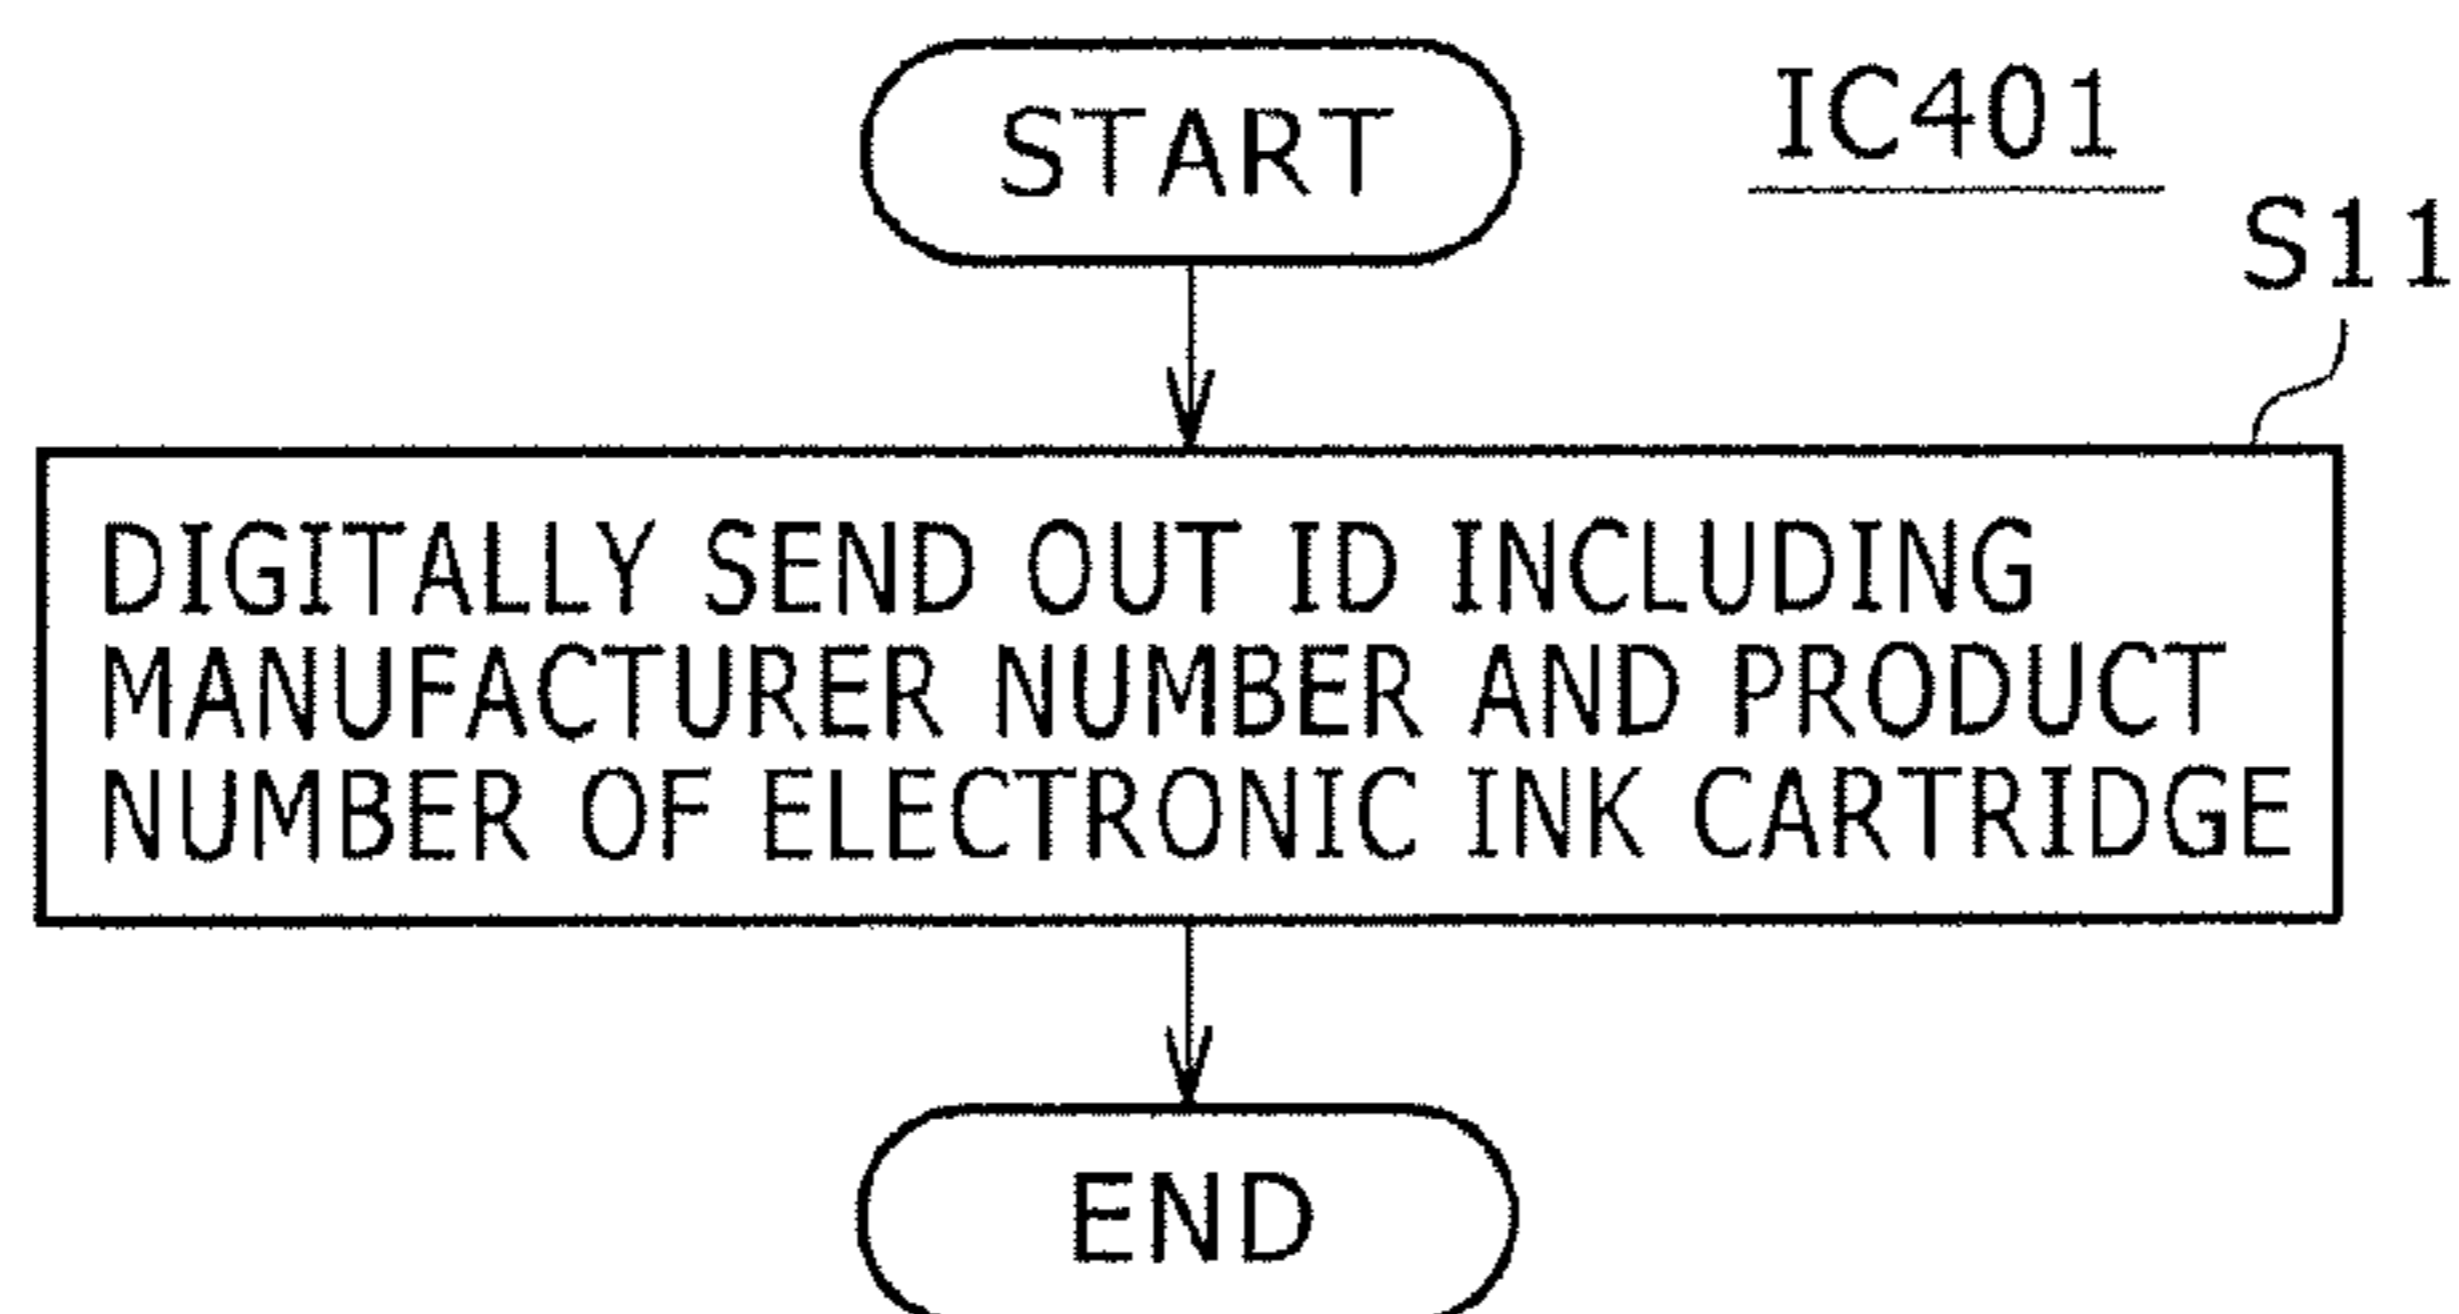 START
IC401
S11
DIGITALLY SEND OUT ID INCLUDING
MANUFACTURER NUMBER AND PRODUCT
NUMBER OF ELECTRONIC INK CARTRIDGE
END